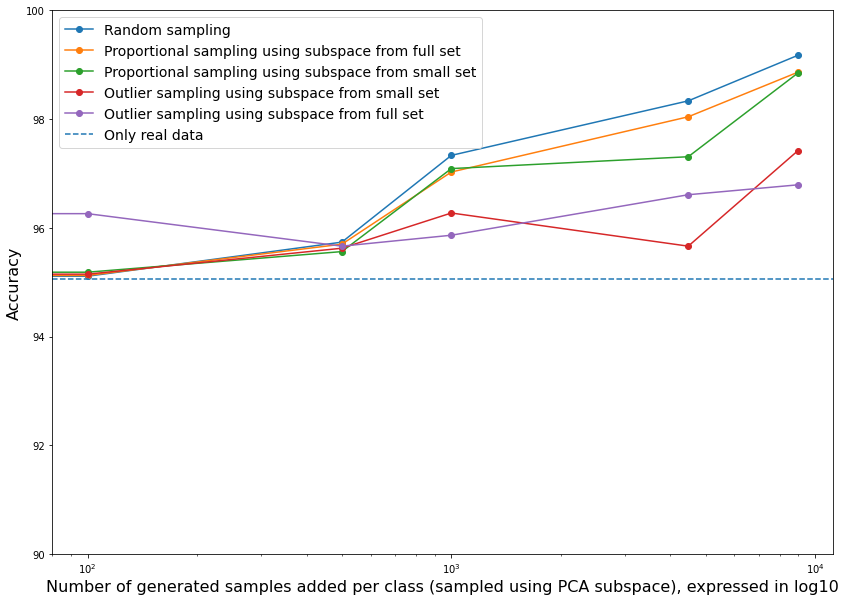 100
98
96
94
92
90
Accuracy
Random sampling
Proportional sampling using subspace from full set
Proportional sampling using subspace from small set
Outlier sampling using subspace from small set
Outlier sampling using subspace from full set
Only real data
10²
10³
10⁴
Number of generated samples added per class (sampled using PCA subspace), expressed in log10